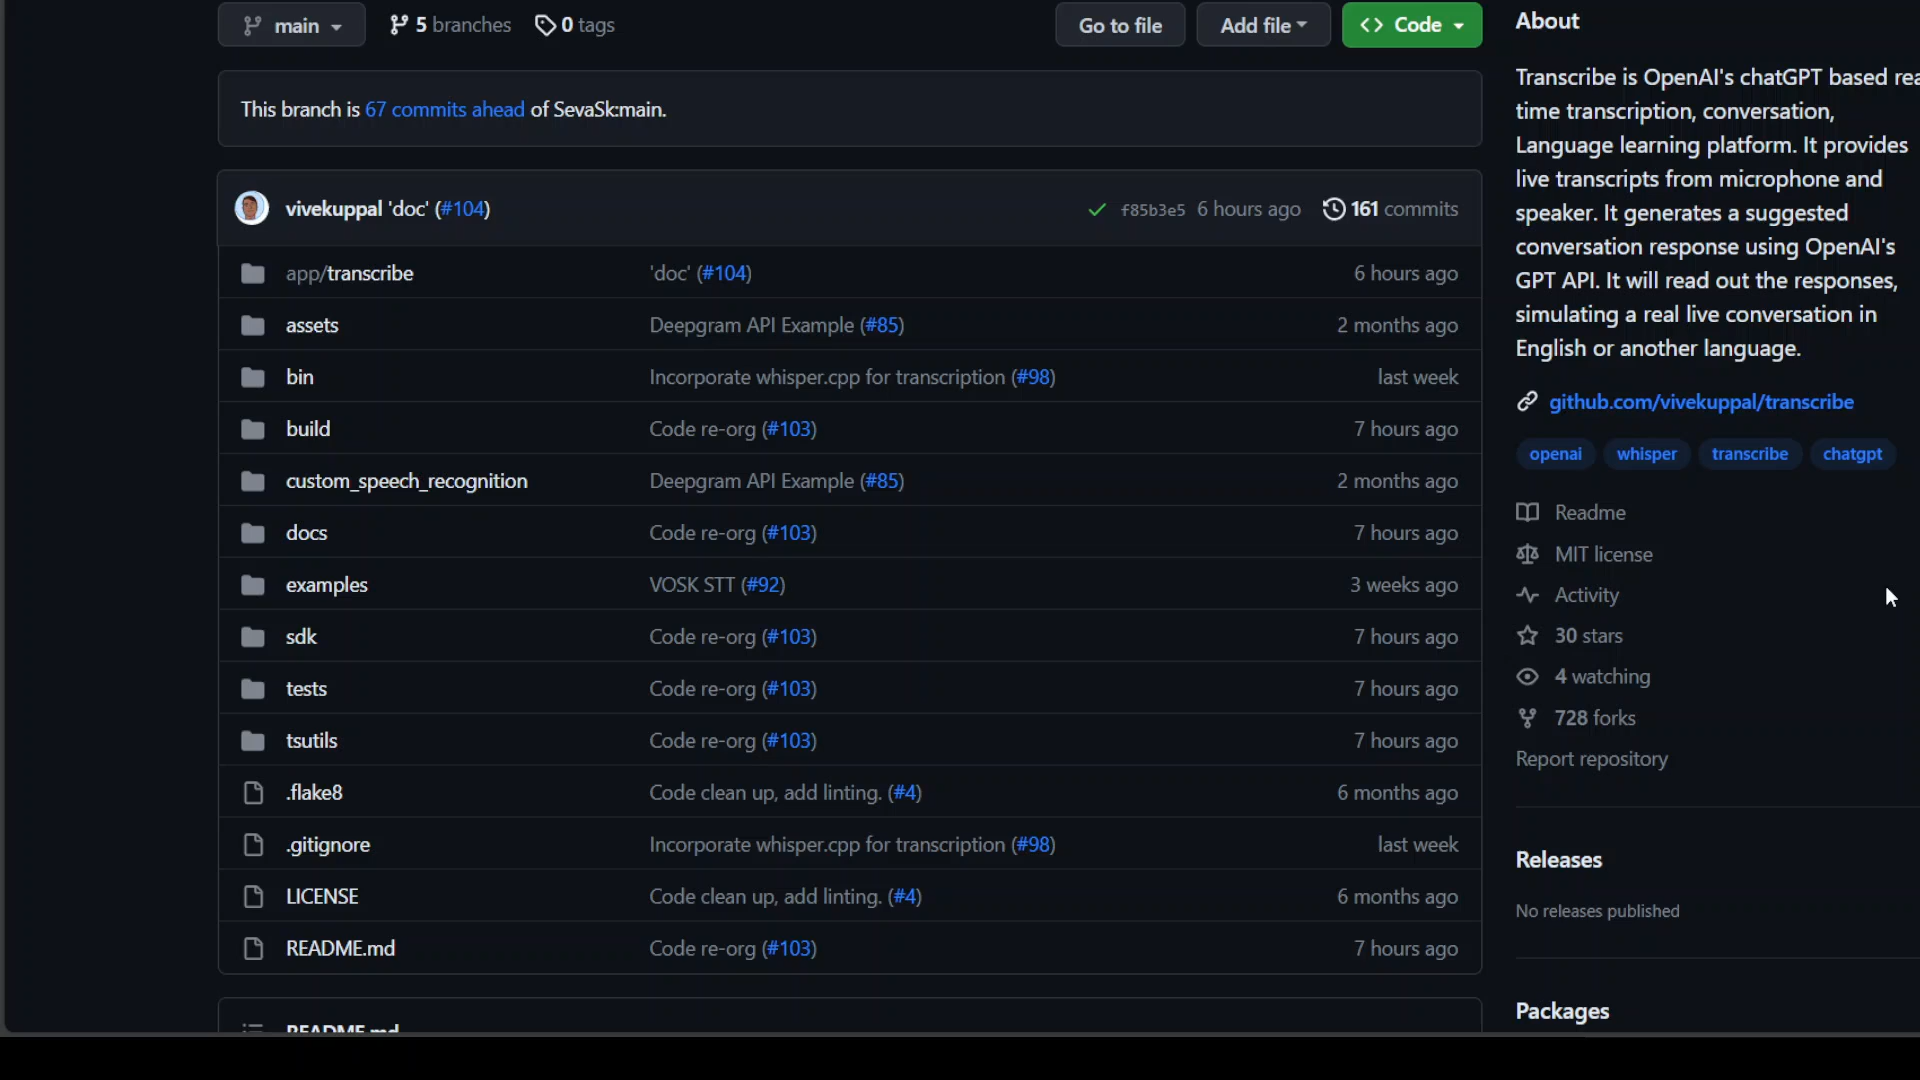 main
5 branches
0 tags
Go to file
Add file
Code
This branch is 67 commits ahead of SevaSk:main.
vivekuppal 'doc' (#104)
f85b3e5 6 hours ago
161 commits
app/transcribe 'doc' (#104) 6 hours ago
assets Deepgram API Example (#85) 2 months ago
bin Incorporate whisper.cpp for transcription (#98) last week
build Code re-org (#103) 7 hours ago
custom_speech_recognition Deepgram API Example (#85) 2 months ago
docs Code re-org (#103) 7 hours ago
examples VOSK STT (#92) 3 weeks ago
sdk Code re-org (#103) 7 hours ago
tests Code re-org (#103) 7 hours ago
tsutils Code re-org (#103) 7 hours ago
.flake8 Code clean up, add linting. (#4) 6 months ago
.gitignore Incorporate whisper.cpp for transcription (#98) last week
LICENSE Code clean up, add linting. (#4) 6 months ago
README.md Code re-org (#103) 7 hours ago
README.md
About
Transcribe is OpenAI's chatGPT based rea
time transcription, conversation,
Language learning platform. It provides
live transcripts from microphone and
speaker. It generates a suggested
conversation response using OpenAI's
GPT API. It will read out the responses,
simulating a real live conversation in
English or another language.
github.com/vivekuppal/transcribe
openai whisper transcribe chatgpt
Readme
MIT license
Activity
30 stars
4 watching
728 forks
Report repository
Releases
No releases published
Packages